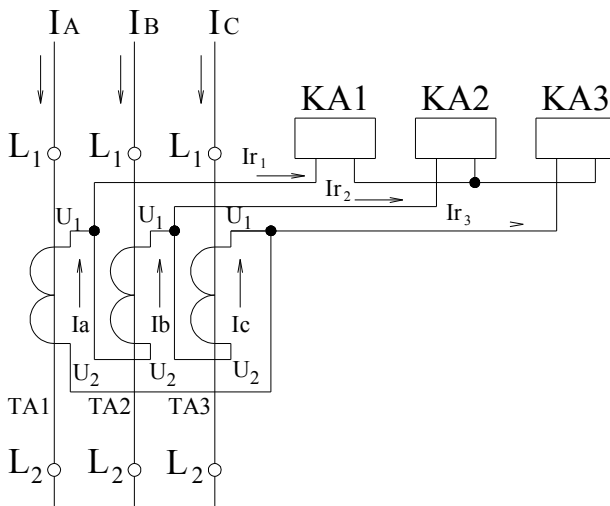 IA IB IC
KA1 KA2 KA3
L1 L1 L1
Ir1
Ir2
Ir3
U1 U1 U1
Ia Ib Ic
U2 U2 U2
TA1 TA2 TA3
L2 L2 L2